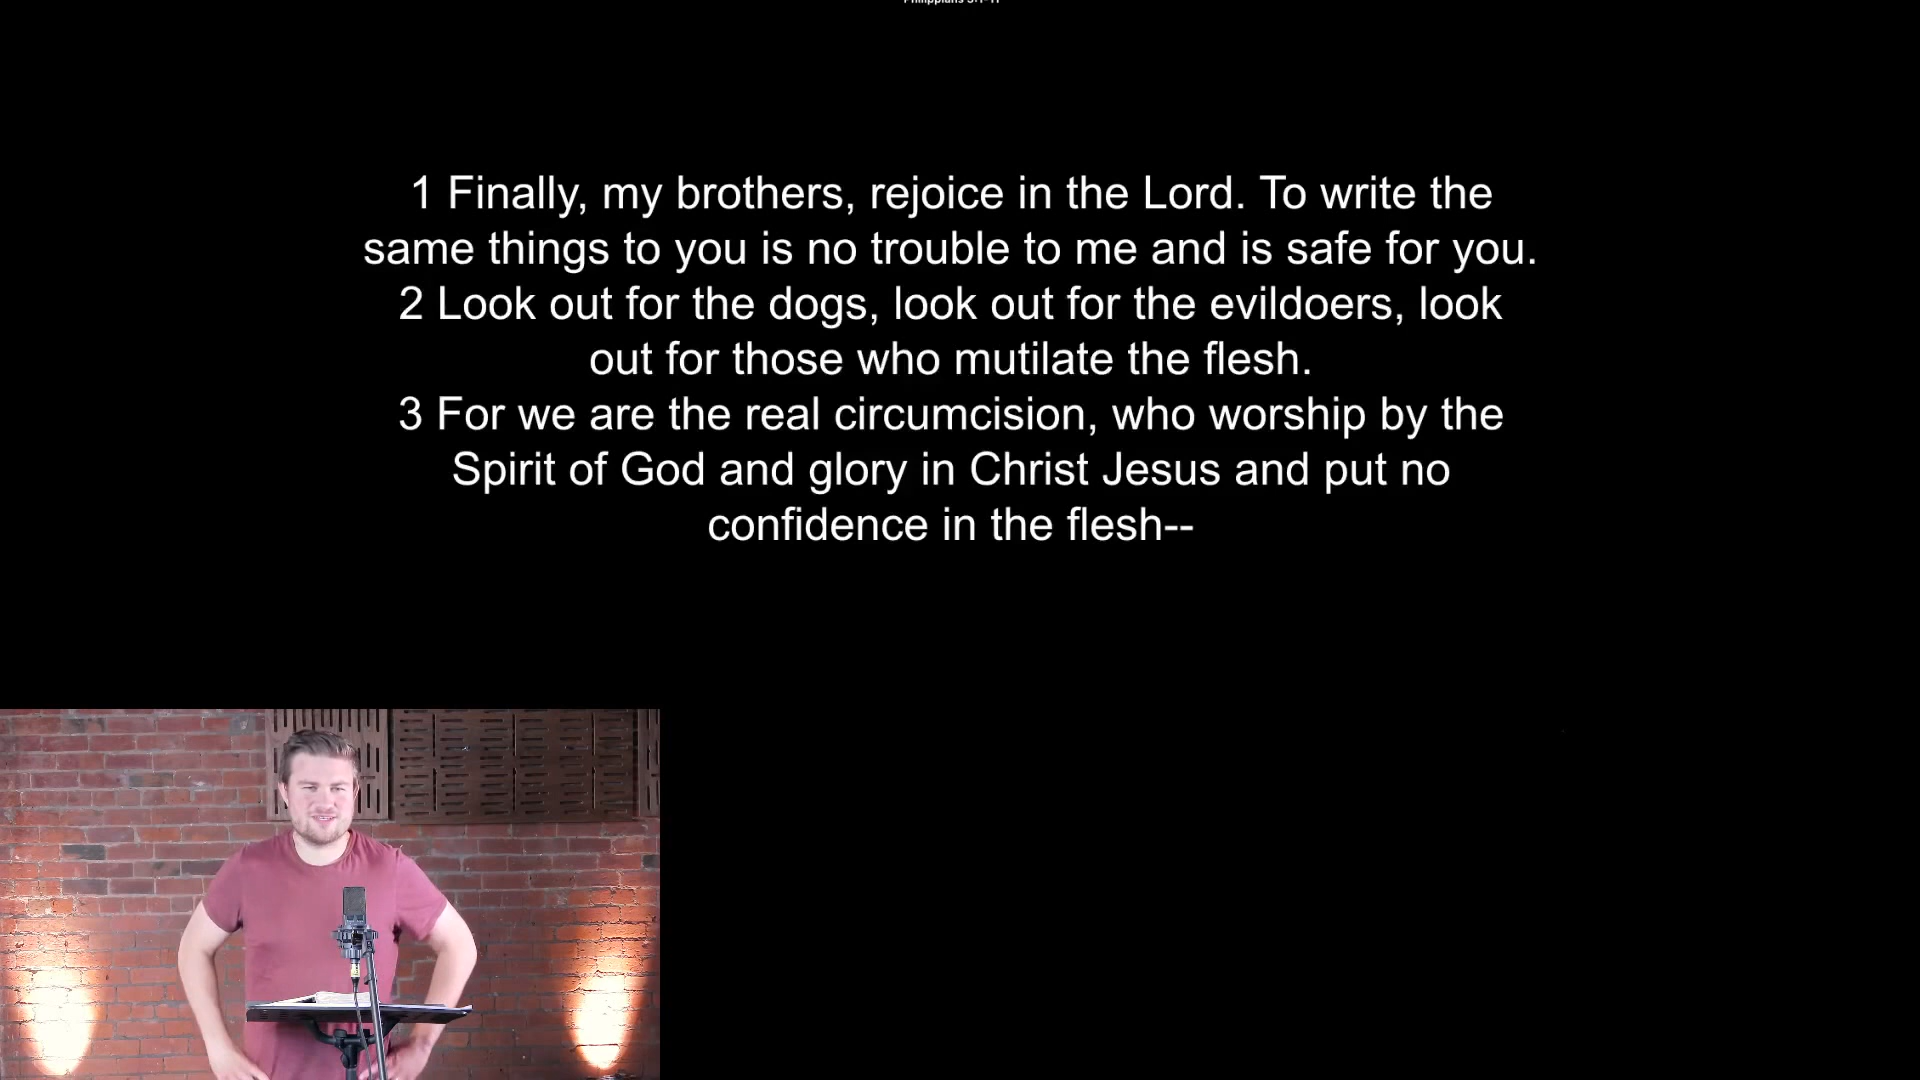 1 Finally, my brothers, rejoice in the Lord. To write the
same things to you is no trouble to me and is safe for you.
2 Look out for the dogs, look out for the evildoers, look
out for those who mutilate the flesh.
3 For we are the real circumcision, who worship by the
Spirit of God and glory in Christ Jesus and put no
confidence in the flesh--